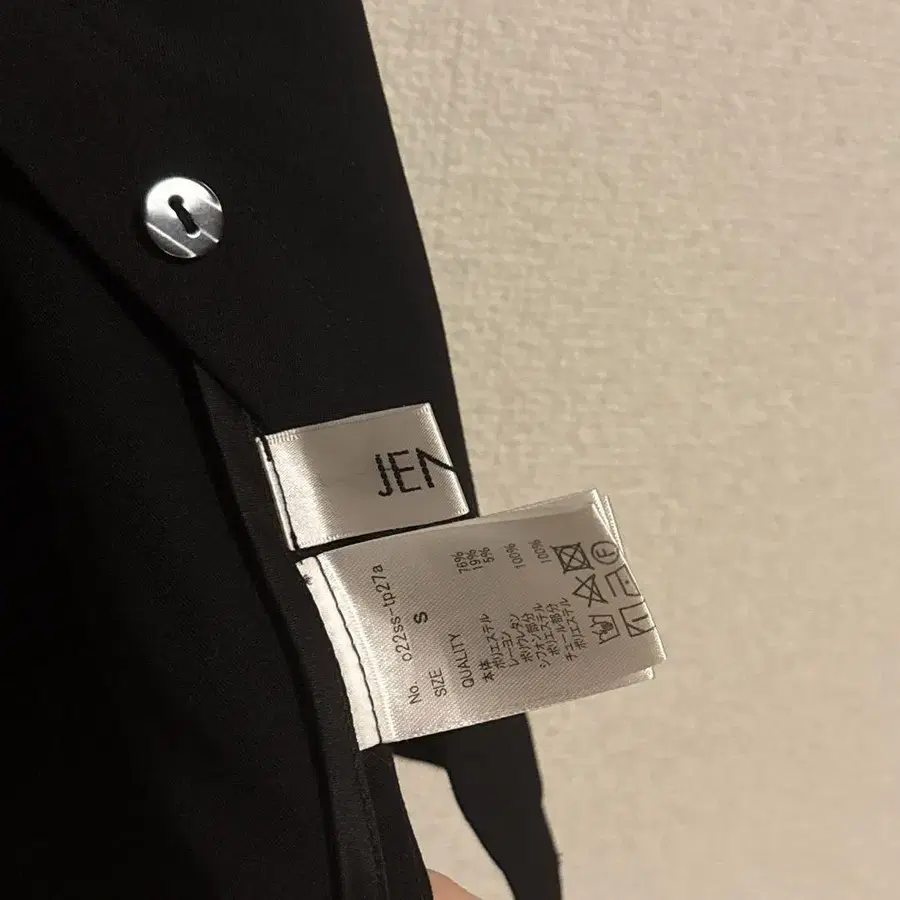 JE
No. o22ss-tp27a
SIZE S
QUALITY
本体
ポリエステル 76%
レーヨン 19%
ポリウレタン 5%
シフォン部分
ポリエステル 100%
チュール部分
ポリエステル 100%
F